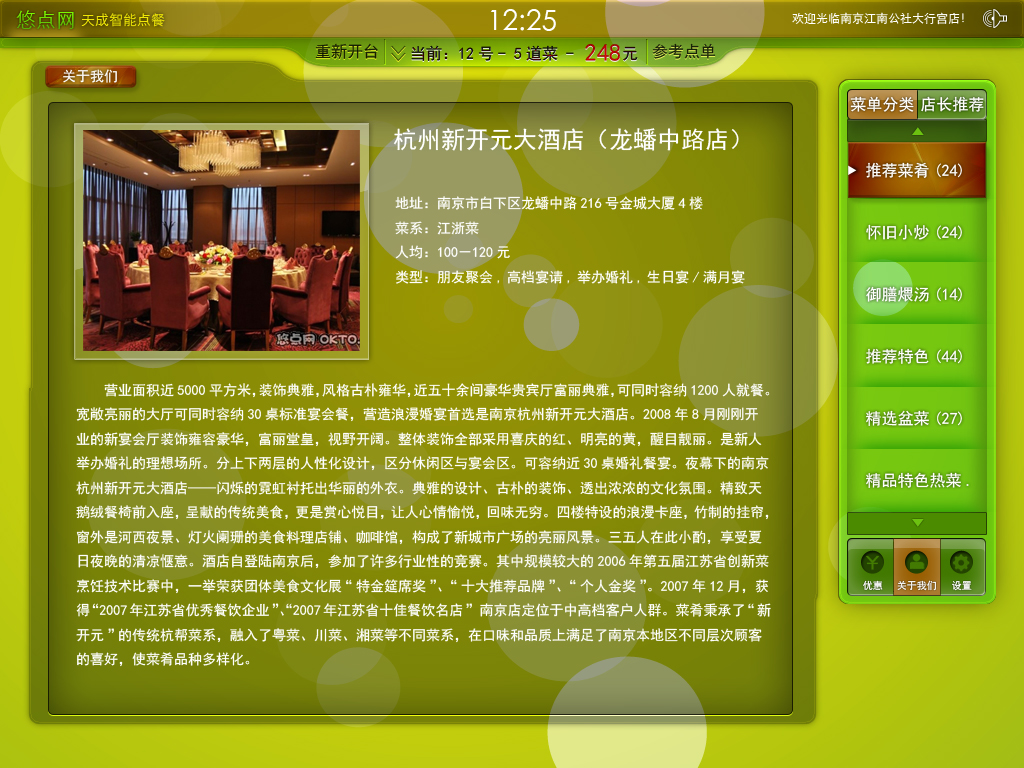 悠点网 天成智能点餐
12:25
欢迎光临南京江南公社大行宫店!
重新开台
当前: 12 号 - 5 道菜 - 248元
参考点单
关于我们
杭州新开元大酒店（龙蟠中路店）
地址: 南京市白下区龙蟠中路 216 号金城大厦 4 楼
菜系: 江浙菜
人均: 100一120 元
类型: 朋友聚会, 高档宴请, 举办婚礼, 生日宴 / 满月宴
悠点网 OKTO.
营业面积近 5000 平方米,装饰典雅,风格古朴雍华,近五十余间豪华贵宾厅富丽典雅,可同时容纳 1200 人就餐。
宽敞亮丽的大厅可同时容纳 30 桌标准宴会餐，营造浪漫婚宴首选是南京杭州新开元大酒店。2008 年 8 月刚刚开
业的新宴会厅装饰雍容豪华，富丽堂皇，视野开阔。整体装饰全部采用喜庆的红、明亮的黄，醒目靓丽。是新人
举办婚礼的理想场所。分上下两层的人性化设计，区分休闲区与宴会区。可容纳近 30 桌婚礼餐宴。夜幕下的南京
杭州新开元大酒店——闪烁的霓虹衬托出华丽的外衣。典雅的设计、古朴的装饰、透出浓浓的文化氛围。精致天
鹅绒餐椅前入座，呈献的传统美食，更是赏心悦目，让人心情愉悦，回味无穷。四楼特设的浪漫卡座，竹制的挂帘，
窗外是河西夜景、灯火阑珊的美食料理店铺、咖啡馆，构成了新城市广场的亮丽风景。三五人在此小酌，享受夏
日夜晚的清凉惬意。酒店自登陆南京后，参加了许多行业性的竞赛。其中规模较大的 2006 年第五届江苏省创新菜
烹饪技术比赛中，一举荣获团体美食文化展“ 特金筵席奖 ”、“ 十大推荐品牌 ”、“ 个人金奖 ”。2007 年 12 月，获
得“2007 年江苏省优秀餐饮企业 ”、“2007 年江苏省十佳餐饮名店 ” 南京店定位于中高档客户人群。菜肴秉承了“ 新
开元 ” 的传统杭帮菜系，融入了粤菜、川菜、湘菜等不同菜系，在口味和品质上满足了南京本地区不同层次顾客
的喜好，使菜肴品种多样化。
菜单分类 店长推荐
推荐菜肴 (24)
怀旧小炒 (24)
御膳煨汤 (14)
推荐特色 (44)
精选盆菜 (27)
精品特色热菜 .
优惠 关于我们 设置